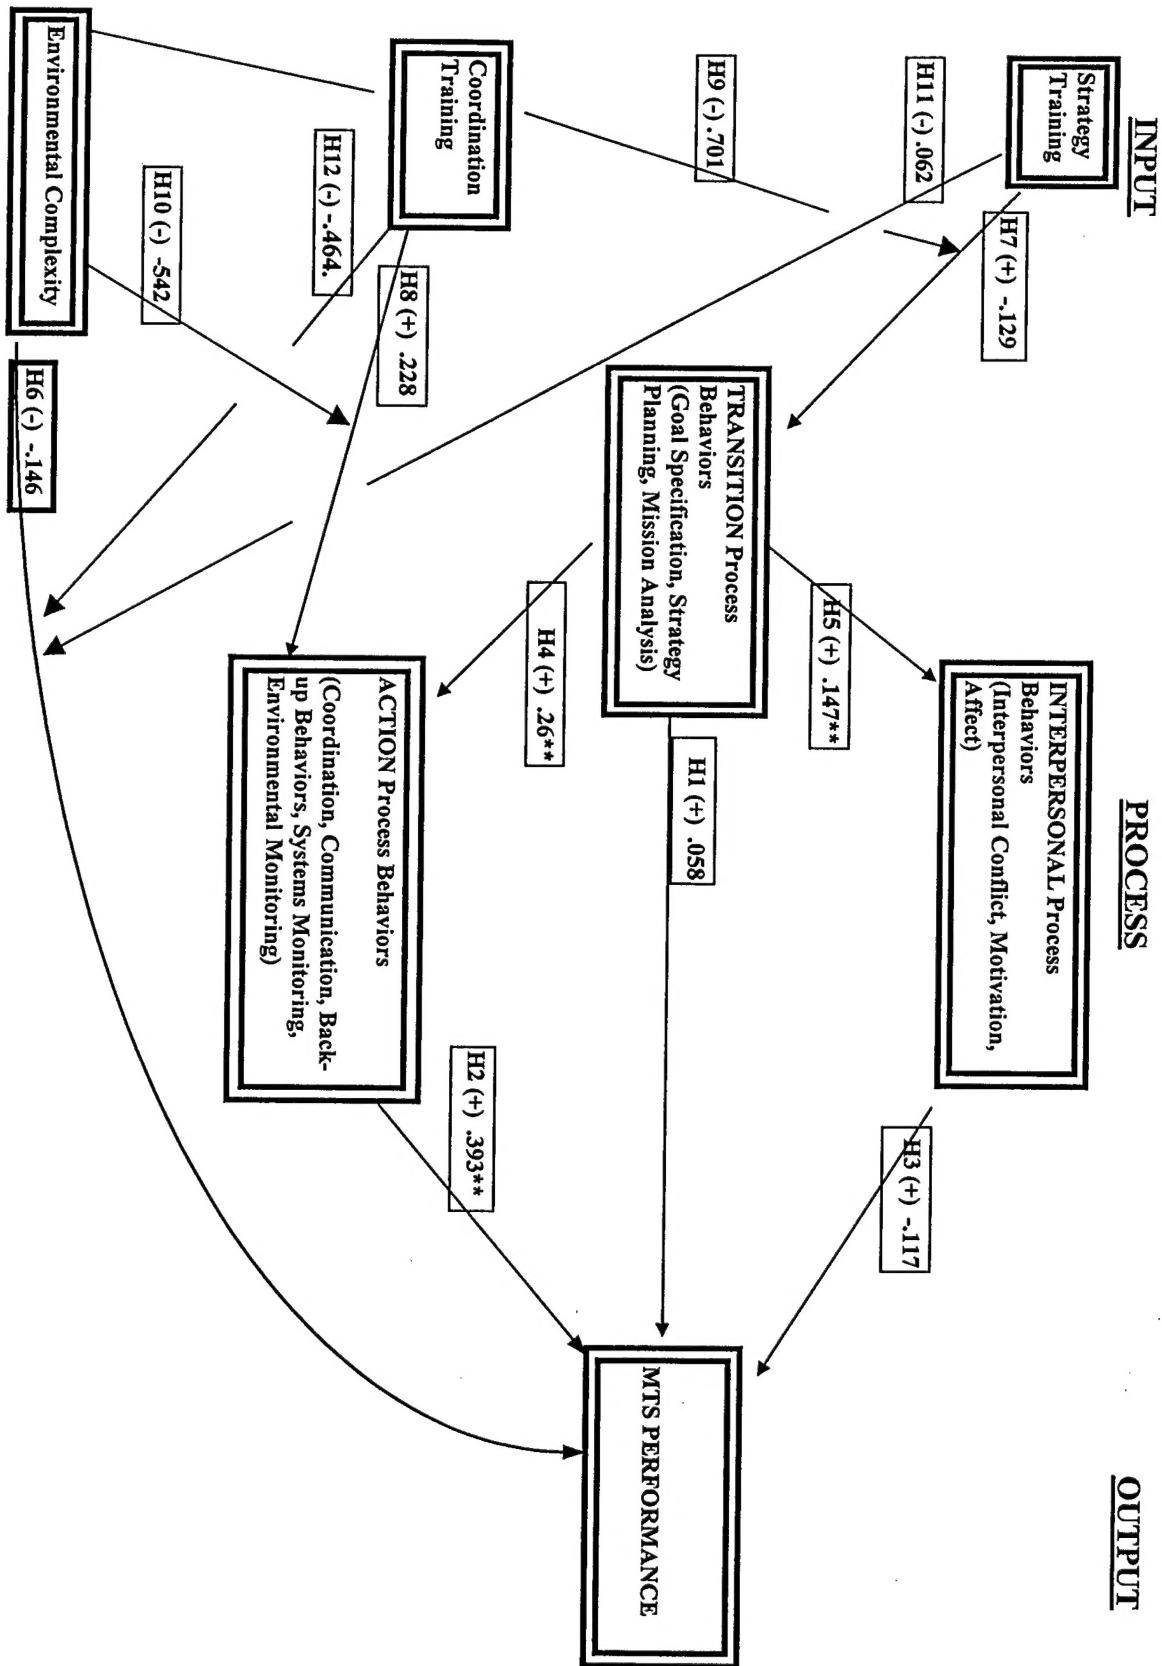 INPUT
PROCESS
OUTPUT
Strategy
Training
H11 (-) .062
H7 (+) -.129
H9 (-) .701
Coordination
Training
H12 (-) -.464.
H8 (+) .228
H10 (-) -542
Environmental Complexity
H6 (-) -.146
INTERPERSONAL Process
Behaviors
(Interpersonal Conflict, Motivation,
Affect)
H5 (+) .147**
H3 (+) -.117
TRANSITION Process
Behaviors
(Goal Specification, Strategy
Planning, Mission Analysis)
H1 (+) .058
H4 (+) .26**
ACTION Process Behaviors
(Coordination, Communication, Back-
up Behaviors, Systems Monitoring,
Environmental Monitoring)
H2 (+) .393**
MTS PERFORMANCE